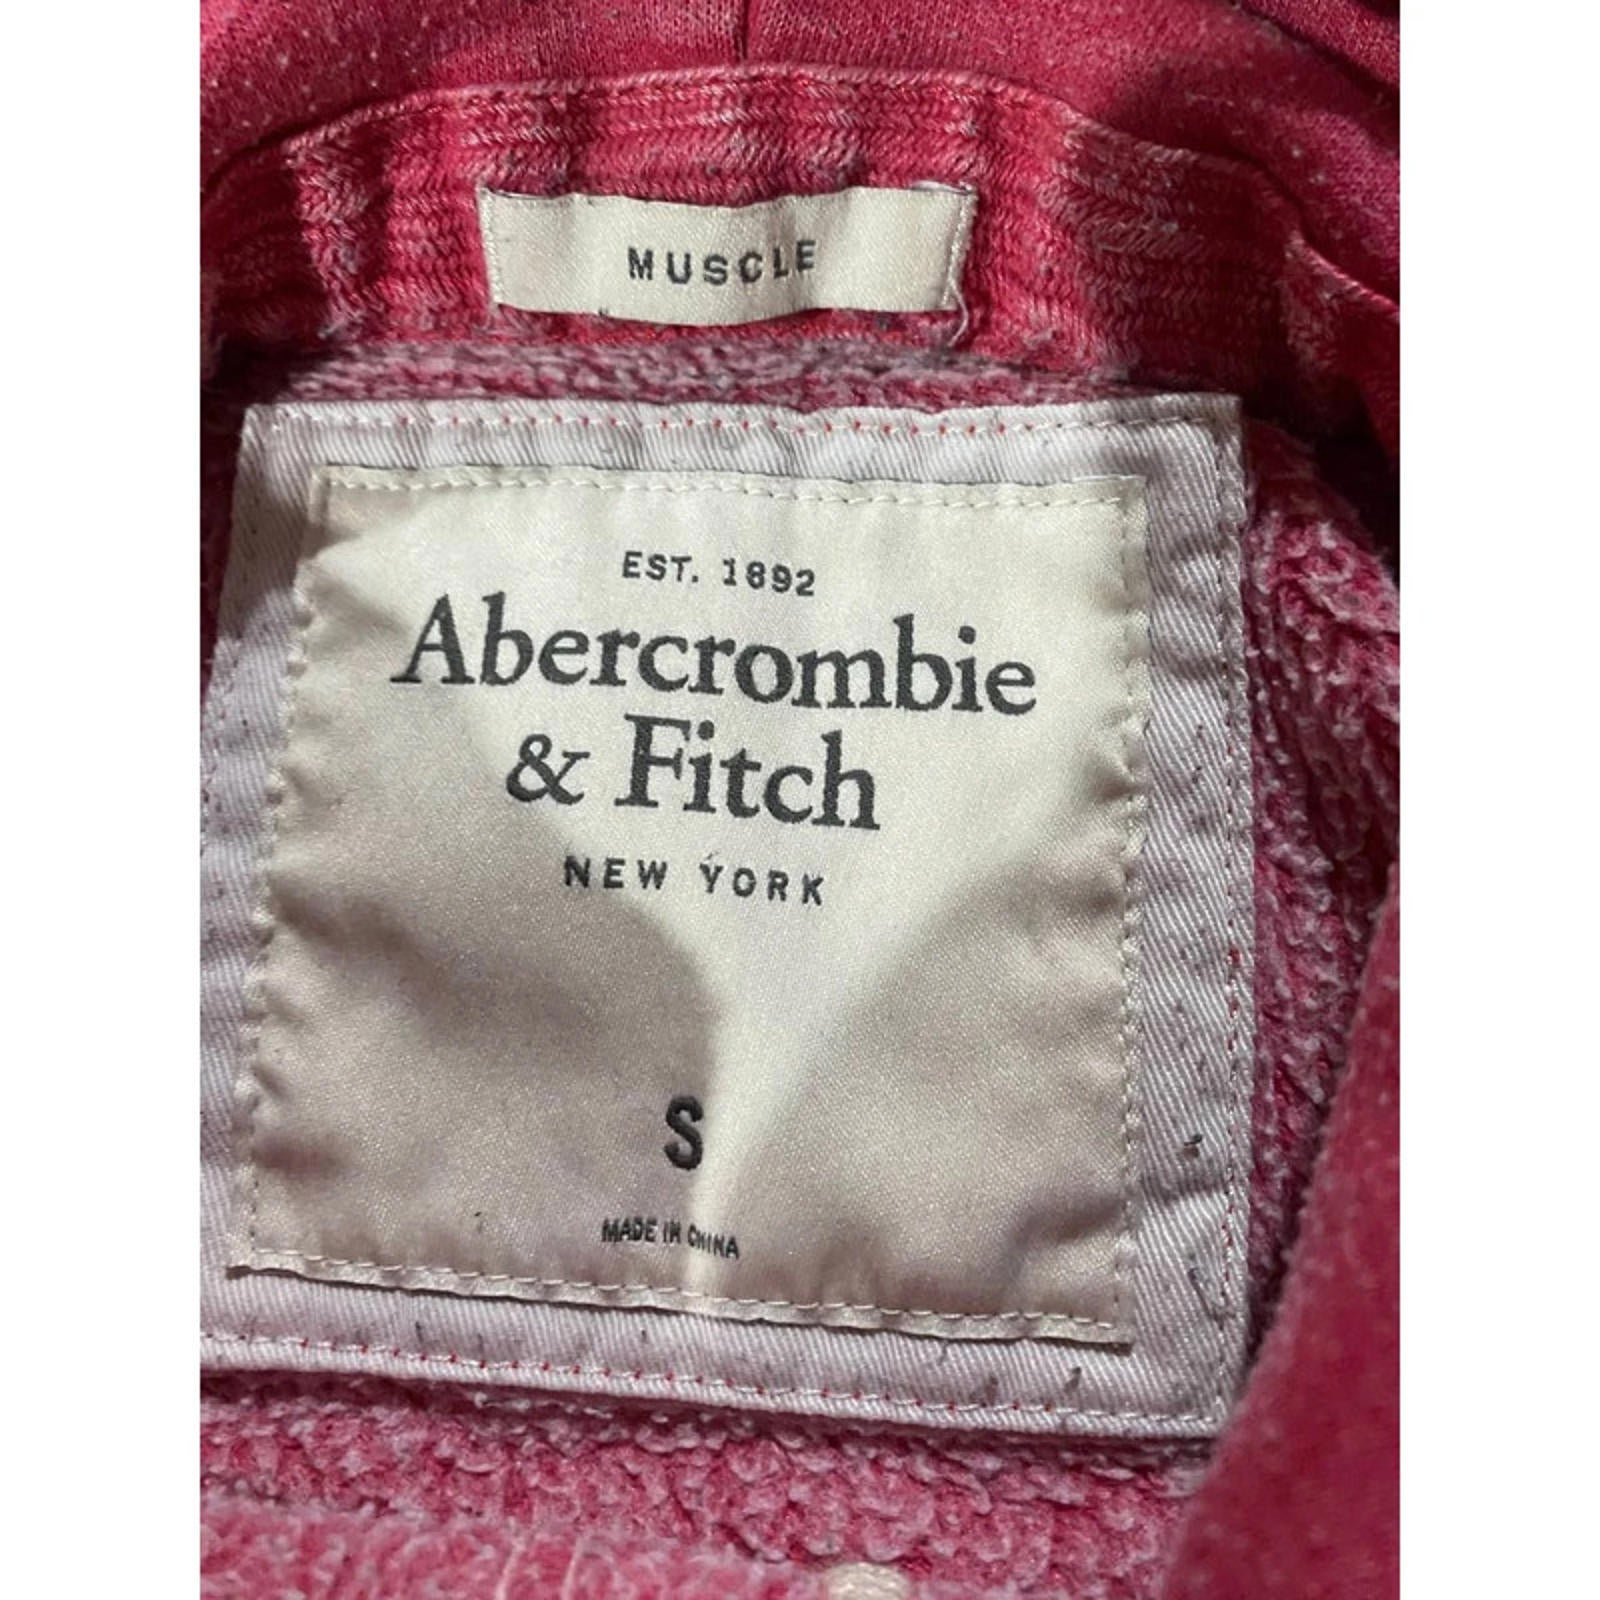 MUSCLE
EST. 1892
Abercrombie
& Fitch
NEW YORK
S
MADE IN CHINA